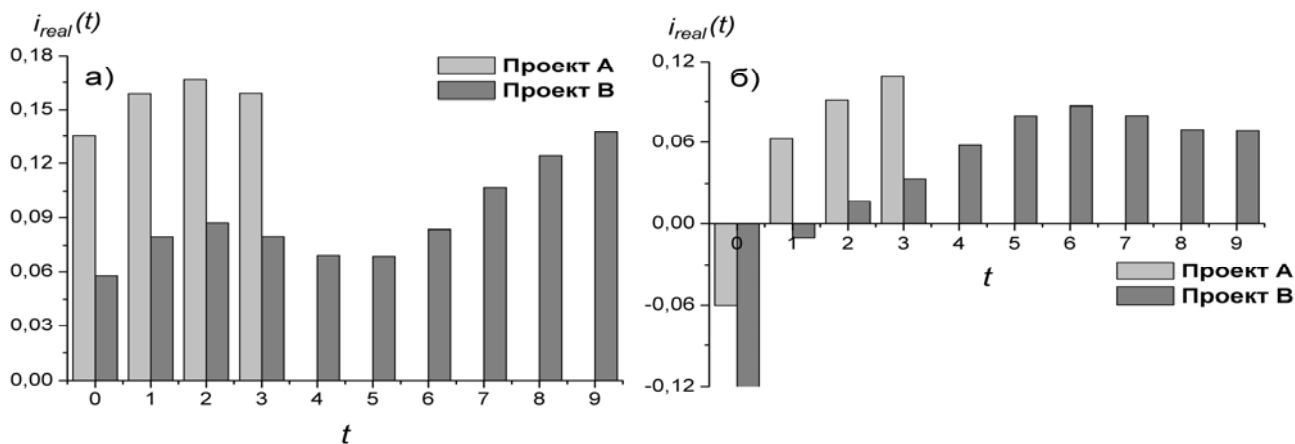 i_real(t)
0,18
0,15
0,12
0,09
0,06
0,03
0,00
а)
Проект А
Проект В
0 1 2 3 4 5 6 7 8 9
t
i_real(t)
0,12
0,06
0,00
-0,06
-0,12
б)
0 1 2 3 4 5 6 7 8 9
t
Проект А
Проект В